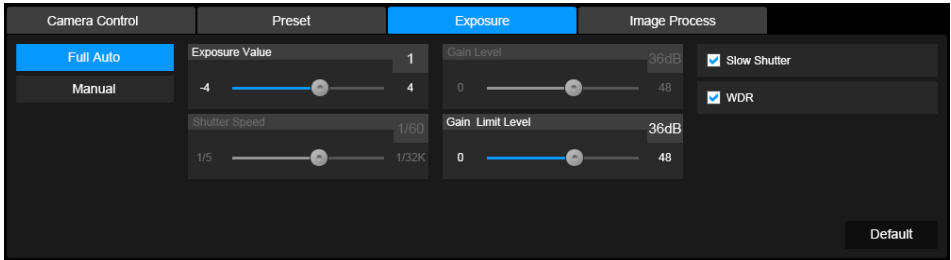 Camera Control Preset Exposure Image Process
Full Auto
Manual
Exposure Value 1
-4 4
Gain Level 36dB
0 48
Slow Shutter
WDR
Shutter Speed 1/60
1/5 1/32K
Gain Limit Level 36dB
0 48
Default